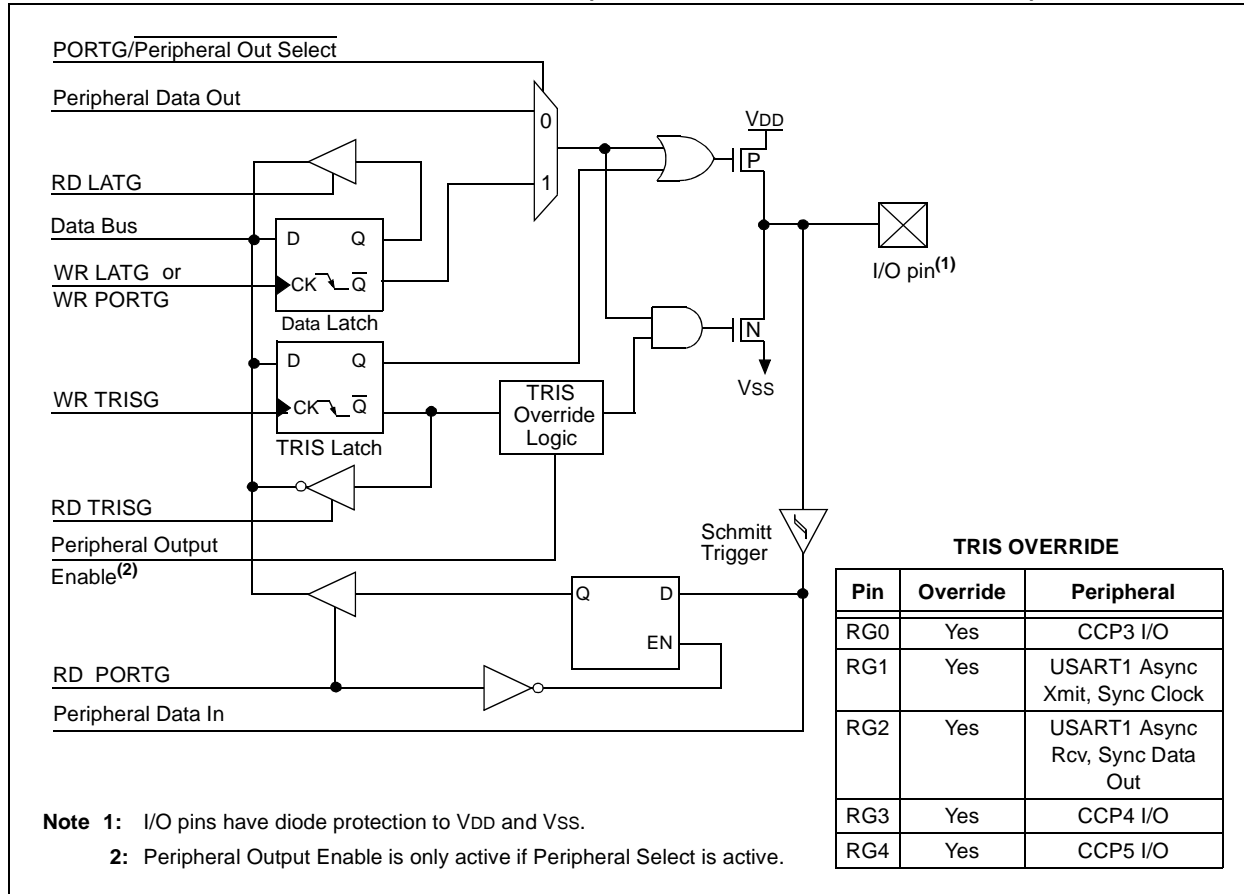 PORTG/Peripheral Out Select
Peripheral Data Out
0
VDD
P
RD LATG
1
Data Bus
D Q
I/O pin(1)
WR LATG or
WR PORTG
CK Q
Data Latch
N
D Q
VSS
WR TRISG
CK Q
TRIS
Override
Logic
TRIS Latch
RD TRISG
Schmitt
Trigger
Peripheral Output
Enable(2)
Q D
EN
RD PORTG
Peripheral Data In
TRIS OVERRIDE
Pin Override Peripheral
RG0 Yes CCP3 I/O
RG1 Yes USART1 Async
Xmit, Sync Clock
RG2 Yes USART1 Async
Rcv, Sync Data
Out
RG3 Yes CCP4 I/O
RG4 Yes CCP5 I/O
Note 1: I/O pins have diode protection to VDD and VSS.
2: Peripheral Output Enable is only active if Peripheral Select is active.